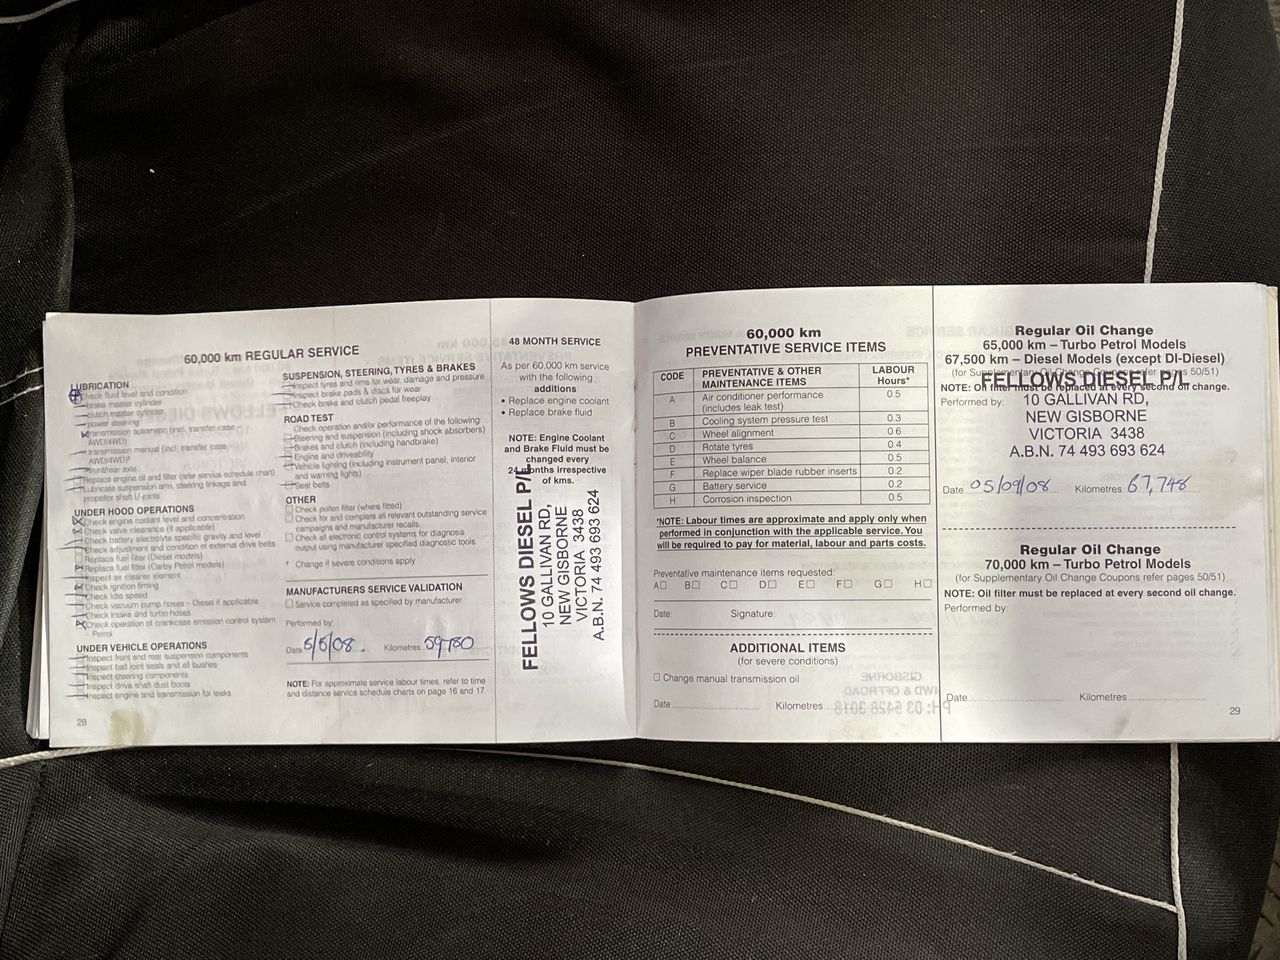 60,000 km REGULAR SERVICE
LUBRICATION
Check fluid level and condition
brake master cylinder
clutch master cylinder
power steering
transmission automatic (incl. transfer case
AWD/4WD)
transmission manual (incl. transfer case
AWD/4WD)†
front/rear axle
Replace engine oil and filter (refer service schedule chart)
Lubricate suspension arm, steering linkage and
propeller shaft U-joints
UNDER HOOD OPERATIONS
Check engine coolant level and concentration
Check valve clearance (if applicable)
Check battery electrolyte specific gravity and level
Check adjustment and condition of external drive belts
Replace fuel filter (Diesel models)
Replace fuel filter (Carby Petrol models)
Inspect air cleaner element
Check ignition timing
Check idle speed
Check vacuum pump hoses – Diesel if applicable
Check intake and turbo hoses
Check operation of crankcase emission control system
– Petrol
UNDER VEHICLE OPERATIONS
Inspect front and rear suspension components
Inspect ball joint seals and all bushes
Inspect steering components
Inspect drive shaft dust boots
Inspect engine and transmission for leaks
28
SUSPENSION, STEERING, TYRES & BRAKES
Inspect tyres and rims for wear, damage and pressure
Inspect brake pads & discs for wear
Check brake and clutch pedal freeplay
ROAD TEST
Check operation and/or performance of the following
Steering and suspension (including shock absorbers)
Brakes and clutch (including handbrake)
Engine and driveability
Vehicle lighting (including instrument panel, interior
and warning lights)
Seat belts
OTHER
Check pollen filter (where fitted)
Check for and complete all relevant outstanding service
campaigns and manufacturer recalls.
Check all electronic control systems for diagnosis
output using manufacturer specified diagnostic tools.
† Change if severe conditions apply
MANUFACTURERS SERVICE VALIDATION
Service completed as specified by manufacturer
Performed by:
Date 5/5/08. Kilometres 59780
NOTE: For approximate service labour times, refer to time
and distance service schedule charts on page 16 and 17
48 MONTH SERVICE
As per 60,000 km service
with the following
additions
• Replace engine coolant
• Replace brake fluid
NOTE: Engine Coolant
and Brake Fluid must be
changed every
24 months irrespective
of kms.
FELLOWS DIESEL P/L
10 GALLIVAN RD,
NEW GISBORNE
VICTORIA 3438
A.B.N. 74 493 693 624
60,000 km
PREVENTATIVE SERVICE ITEMS
CODE PREVENTATIVE & OTHER MAINTENANCE ITEMS LABOUR Hours*
A Air conditioner performance (includes leak test) 0.5
B Cooling system pressure test 0.3
C Wheel alignment 0.6
D Rotate tyres 0.4
E Wheel balance 0.5
F Replace wiper blade rubber inserts 0.2
G Battery service 0.2
H Corrosion inspection 0.5
*NOTE: Labour times are approximate and apply only when
performed in conjunction with the applicable service. You
will be required to pay for material, labour and parts costs.
Preventative maintenance items requested:
A B C D E F G H
Date: Signature:
ADDITIONAL ITEMS
(for severe conditions)
Change manual transmission oil
Date Kilometres
Regular Oil Change
65,000 km – Turbo Petrol Models
67,500 km – Diesel Models (except DI-Diesel)
(for Supplementary Oil Change Coupons refer pages 50/51)
NOTE: Oil filter must be replaced at every second oil change.
Performed by:
FELLOWS DIESEL P/L
10 GALLIVAN RD,
NEW GISBORNE
VICTORIA 3438
A.B.N. 74 493 693 624
Date 05/09/08 Kilometres 67,748
Regular Oil Change
70,000 km – Turbo Petrol Models
(for Supplementary Oil Change Coupons refer pages 50/51)
NOTE: Oil filter must be replaced at every second oil change.
Performed by:
Date Kilometres
29